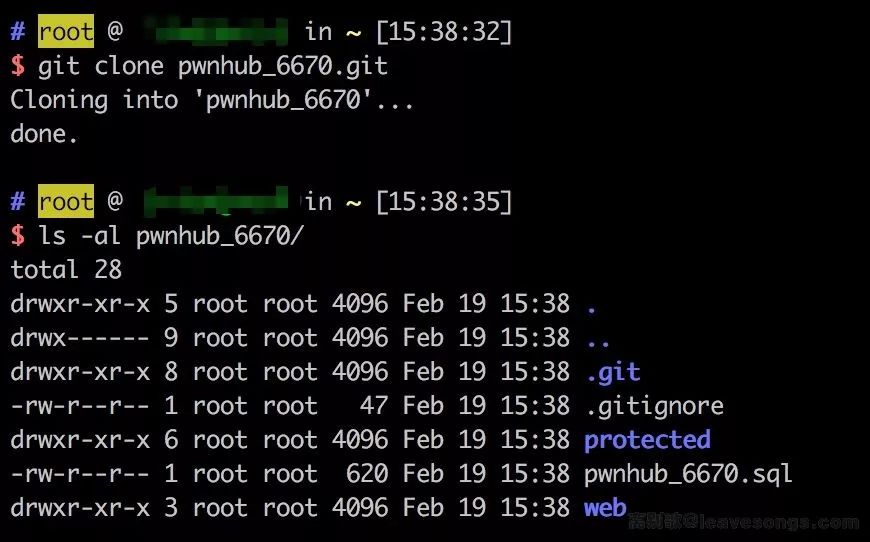 # root @ in ~ [15:38:32]
$ git clone pwnhub_6670.git
Cloning into 'pwnhub_6670'...
done.
# root @ in ~ [15:38:35]
$ ls -al pwnhub_6670/
total 28
drwxr-xr-x 5 root root 4096 Feb 19 15:38 .
drwx------ 9 root root 4096 Feb 19 15:38 ..
drwxr-xr-x 8 root root 4096 Feb 19 15:38 .git
-rw-r--r-- 1 root root   47 Feb 19 15:38 .gitignore
drwxr-xr-x 6 root root 4096 Feb 19 15:38 protected
-rw-r--r-- 1 root root  620 Feb 19 15:38 pwnhub_6670.sql
drwxr-xr-x 3 root root 4096 Feb 19 15:38 web
离别歌@leavesongs.com